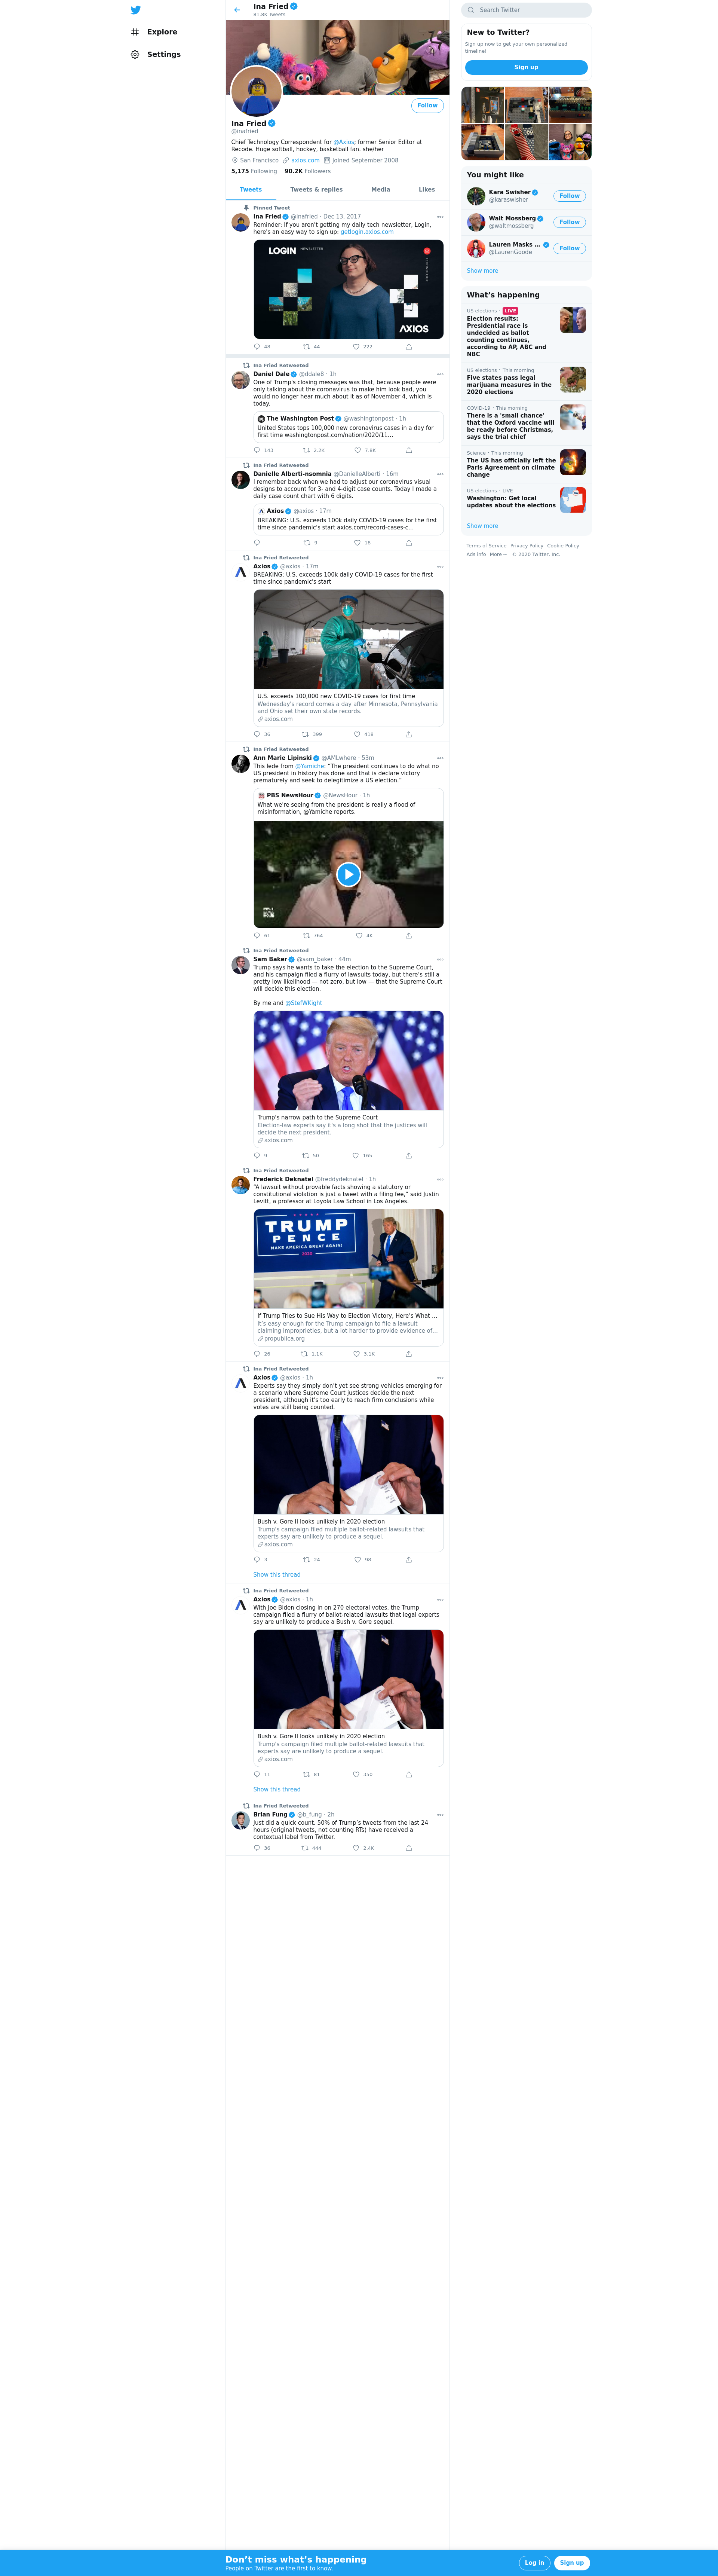 Explore
Settings
Ina Fried
81.8K Tweets
Follow
Ina Fried
@inafried
Chief Technology Correspondent for @Axios; former Senior Editor at
Recode. Huge softball, hockey, basketball fan. she/her
San Francisco axios.com Joined September 2008
5,175 Following 90.2K Followers
Tweets Tweets & replies Media Likes
Pinned Tweet
Ina Fried @inafried · Dec 13, 2017
Reminder: If you aren't getting my daily tech newsletter, Login,
here's an easy way to sign up: getlogin.axios.com
LOGIN
NEWSLETTER
TECHNOLOGY
AXIOS
48 44 222
Ina Fried Retweeted
Daniel Dale @ddale8 · 1h
One of Trump's closing messages was that, because people were
only talking about the coronavirus to make him look bad, you
would no longer hear much about it as of November 4, which is
today.
The Washington Post @washingtonpost · 1h
United States tops 100,000 new coronavirus cases in a day for
first time washingtonpost.com/nation/2020/11…
143 2.2K 7.8K
Ina Fried Retweeted
Danielle Alberti-nsomnia @DanielleAlberti · 16m
I remember back when we had to adjust our coronavirus visual
designs to account for 3- and 4-digit case counts. Today I made a
daily case count chart with 6 digits.
Axios @axios · 17m
BREAKING: U.S. exceeds 100k daily COVID-19 cases for the first
time since pandemic's start axios.com/record-cases-c…
9 18
Ina Fried Retweeted
Axios @axios · 17m
BREAKING: U.S. exceeds 100k daily COVID-19 cases for the first
time since pandemic's start
U.S. exceeds 100,000 new COVID-19 cases for first time
Wednesday's record comes a day after Minnesota, Pennsylvania
and Ohio set their own state records.
axios.com
36 399 418
Ina Fried Retweeted
Ann Marie Lipinski @AMLwhere · 53m
This lede from @Yamiche: "The president continues to do what no
US president in history has done and that is declare victory
prematurely and seek to delegitimize a US election."
PBS NewsHour @NewsHour · 1h
What we're seeing from the president is really a flood of
misinformation, @Yamiche reports.
61 764 4K
Ina Fried Retweeted
Sam Baker @sam_baker · 44m
Trump says he wants to take the election to the Supreme Court,
and his campaign filed a flurry of lawsuits today, but there's still a
pretty low likelihood — not zero, but low — that the Supreme Court
will decide this election.
By me and @StefWKight
Trump's narrow path to the Supreme Court
Election-law experts say it's a long shot that the justices will
decide the next president.
axios.com
9 50 165
Ina Fried Retweeted
Frederick Deknatel @freddydeknatel · 1h
"A lawsuit without provable facts showing a statutory or
constitutional violation is just a tweet with a filing fee," said Justin
Levitt, a professor at Loyola Law School in Los Angeles.
TRUMP
PENCE
MAKE AMERICA GREAT AGAIN!
2020
If Trump Tries to Sue His Way to Election Victory, Here's What …
It's easy enough for the Trump campaign to file a lawsuit
claiming improprieties, but a lot harder to provide evidence of…
propublica.org
26 1.1K 3.1K
Ina Fried Retweeted
Axios @axios · 1h
Experts say they simply don't yet see strong vehicles emerging for
a scenario where Supreme Court justices decide the next
president, although it's too early to reach firm conclusions while
votes are still being counted.
Bush v. Gore II looks unlikely in 2020 election
Trump's campaign filed multiple ballot-related lawsuits that
experts say are unlikely to produce a sequel.
axios.com
3 24 98
Show this thread
Ina Fried Retweeted
Axios @axios · 1h
With Joe Biden closing in on 270 electoral votes, the Trump
campaign filed a flurry of ballot-related lawsuits that legal experts
say are unlikely to produce a Bush v. Gore sequel.
Bush v. Gore II looks unlikely in 2020 election
Trump's campaign filed multiple ballot-related lawsuits that
experts say are unlikely to produce a sequel.
axios.com
11 81 350
Show this thread
Ina Fried Retweeted
Brian Fung @b_fung · 2h
Just did a quick count. 50% of Trump's tweets from the last 24
hours (original tweets, not counting RTs) have received a
contextual label from Twitter.
36 444 2.4K
Search Twitter
New to Twitter?
Sign up now to get your own personalized
timeline!
Sign up
You might like
Kara Swisher
@karaswisher
Follow
Walt Mossberg
@waltmossberg
Follow
Lauren Masks …
@LaurenGoode
Follow
Show more
What's happening
US elections · LIVE
Election results:
Presidential race is
undecided as ballot
counting continues,
according to AP, ABC and
NBC
US elections · This morning
Five states pass legal
marijuana measures in the
2020 elections
COVID-19 · This morning
There is a 'small chance'
that the Oxford vaccine will
be ready before Christmas,
says the trial chief
Science · This morning
The US has officially left the
Paris Agreement on climate
change
US elections · LIVE
Washington: Get local
updates about the elections
Show more
Terms of Service Privacy Policy Cookie Policy
Ads info More © 2020 Twitter, Inc.
Don't miss what's happening
People on Twitter are the first to know.
Log in Sign up